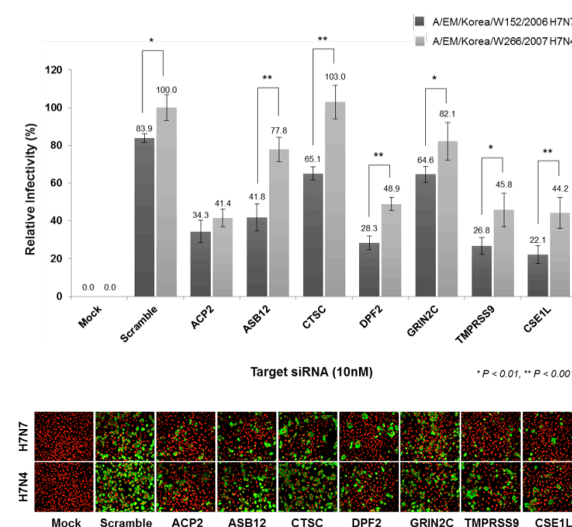 A/EM/Korea/W152/2006 H7N7
A/EM/Korea/W266/2007 H7N4
Relative Infectivity (%)
120
100
80
60
40
20
0
*
**
**
**
*
*
**
0.0 0.0
83.9 100.0
34.3 41.4
41.8 77.8
65.1 103.0
28.3 48.9
64.6 82.1
26.8 45.8
22.1 44.2
Mock Scramble ACP2 ASB12 CTSC DPF2 GRIN2C TMPRSS9 CSE1L
Target siRNA (10nM)
* P < 0.01, ** P < 0.00
H7N7
H7N4
Mock Scramble ACP2 ASB12 CTSC DPF2 GRIN2C TMPRSS9 CSE1L